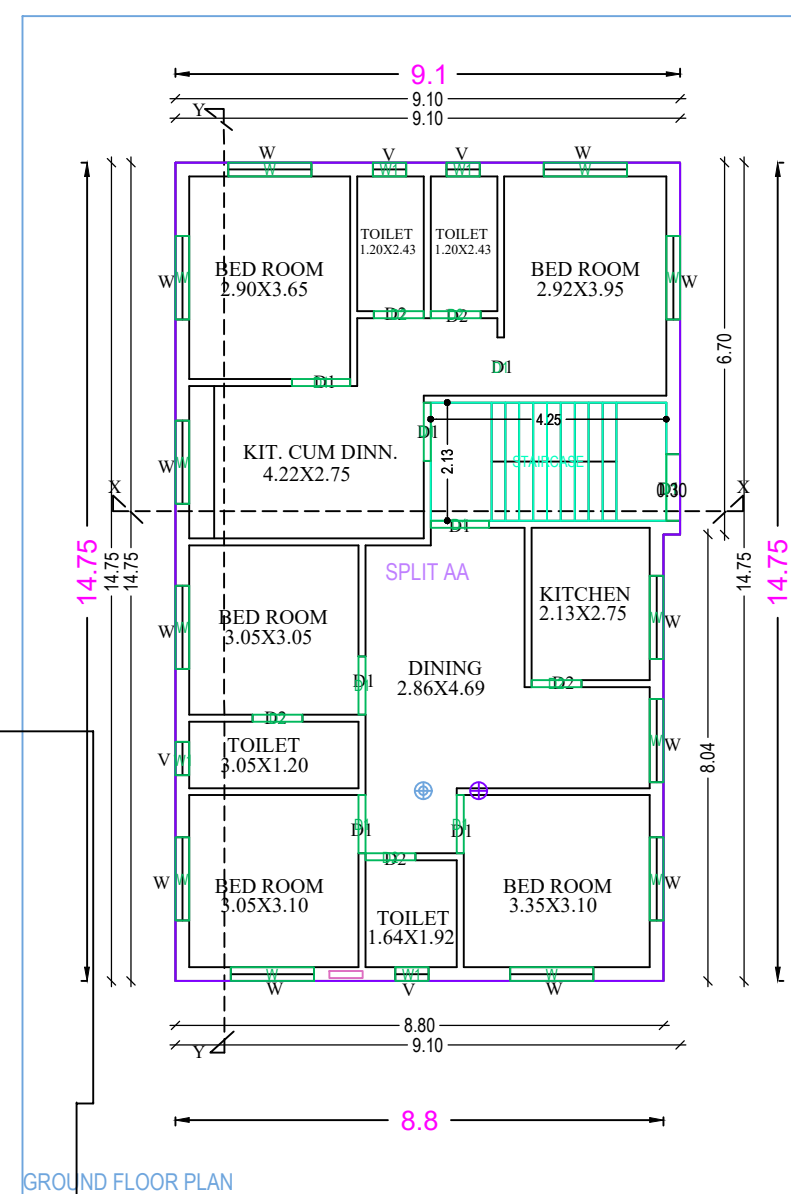 9.1
9.10
9.10
Y
W
V
V
W
W
W1
W1
W
TOILET
1.20X2.43
TOILET
1.20X2.43
BED ROOM
2.90X3.65
BED ROOM
2.92X3.95
W
W
W
W
D2
D2
6.70
D1
D1
D1
4.25
KIT. CUM DINN.
4.22X2.75
2.13
STAIRCASE
W
W
X
X
0.30
D1
14.75
14.75
14.75
SPLIT AA
14.75
14.75
KITCHEN
2.13X2.75
BED ROOM
3.05X3.05
W
W
W
W
DINING
2.86X4.69
D1
D2
D2
TOILET
3.05X1.20
V
W1
W
W
8.04
D1
D1
D2
BED ROOM
3.05X3.10
BED ROOM
3.35X3.10
W
W
W
W
TOILET
1.64X1.92
W
W1
W
W
V
W
8.80
9.10
Y
8.8
GROUND FLOOR PLAN